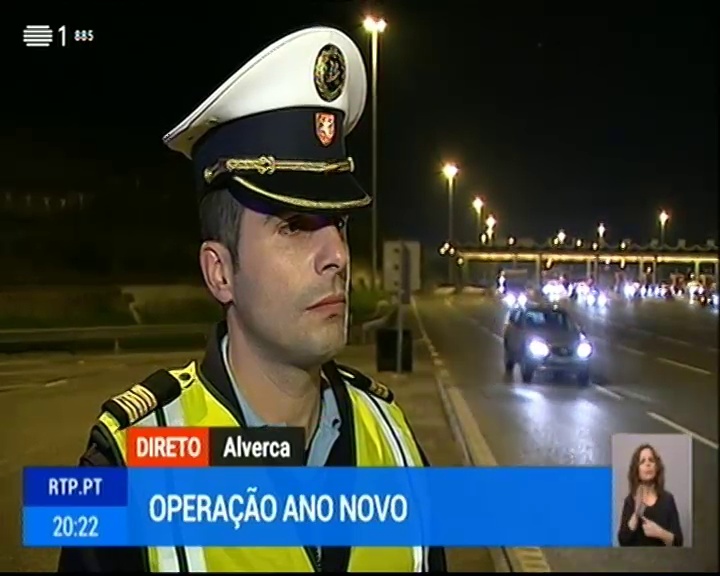 1 885
DIRETO Alverca
RTP.PT
OPERAÇÃO ANO NOVO
20:22